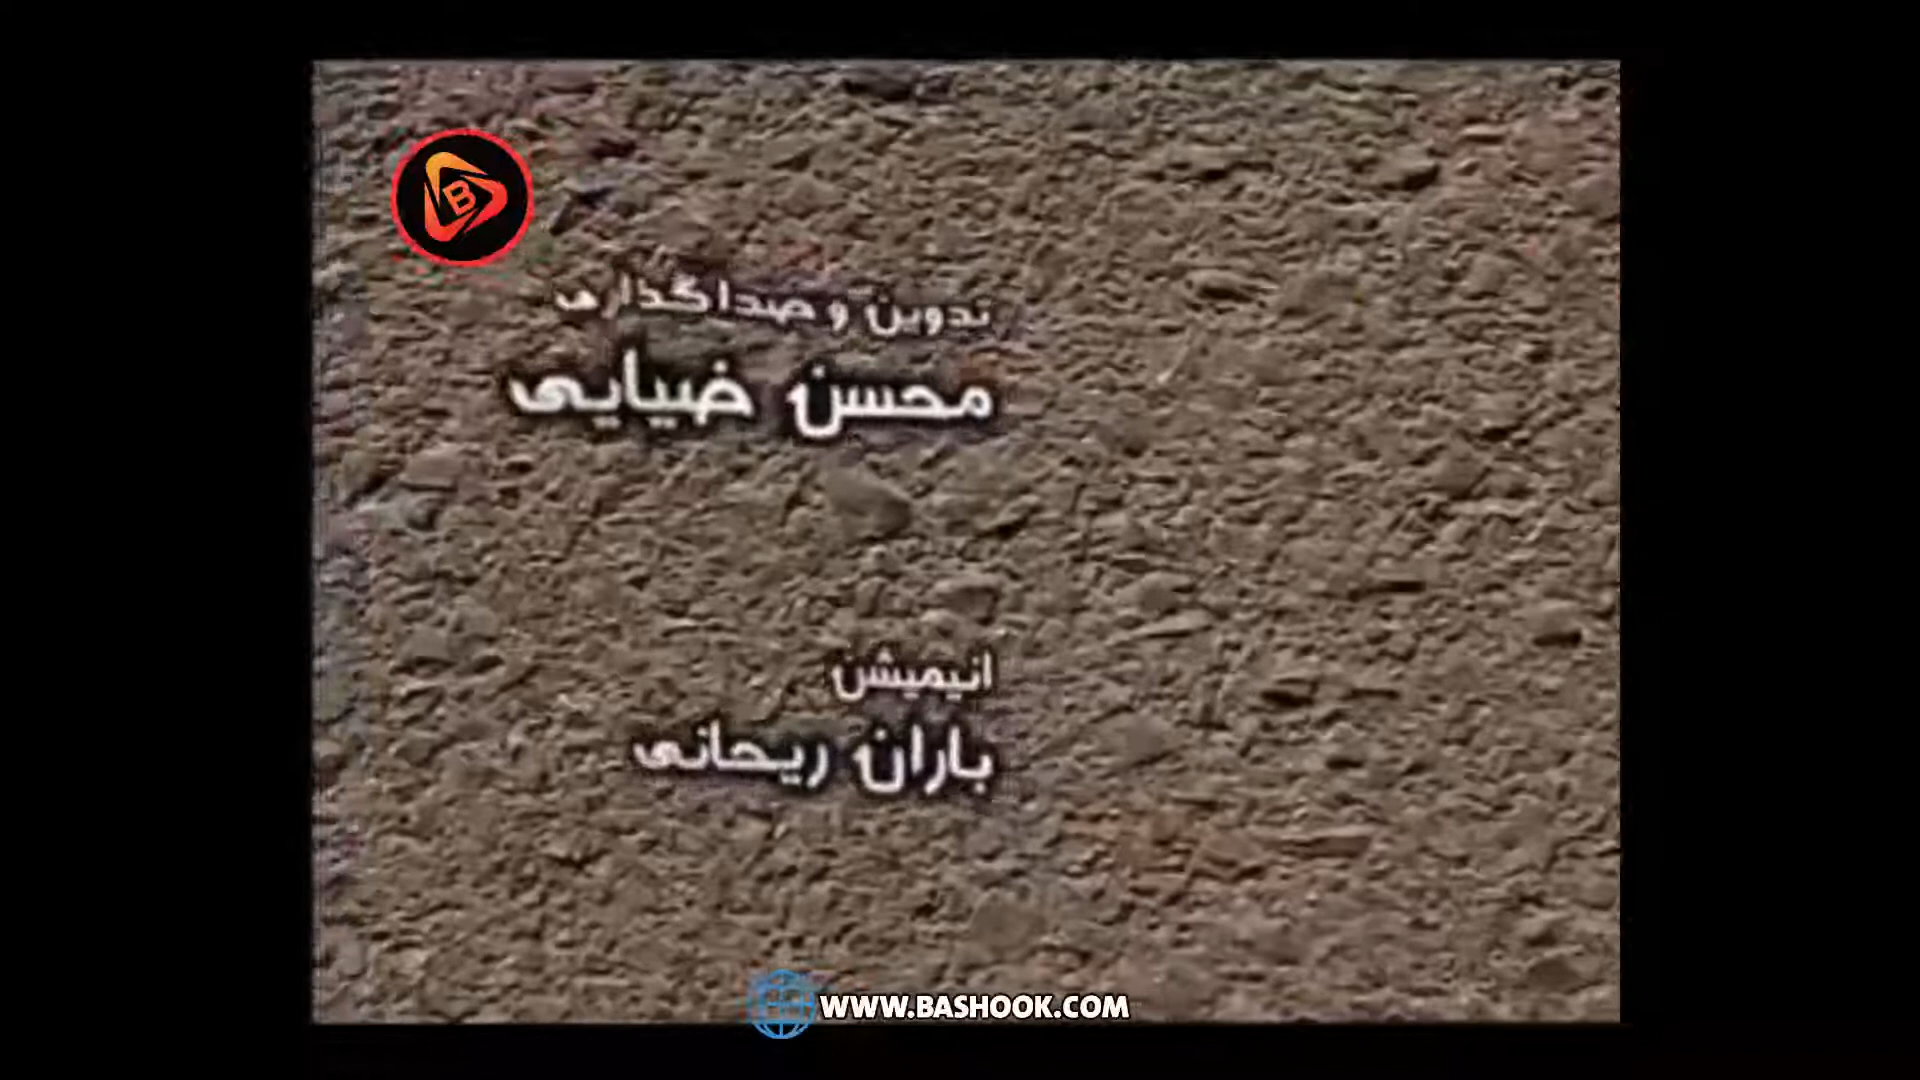 B
تدوین و صداگذاری
محسن ضیایی
انیمیشن
باران ریحانی
WWW.BASHOOK.COM